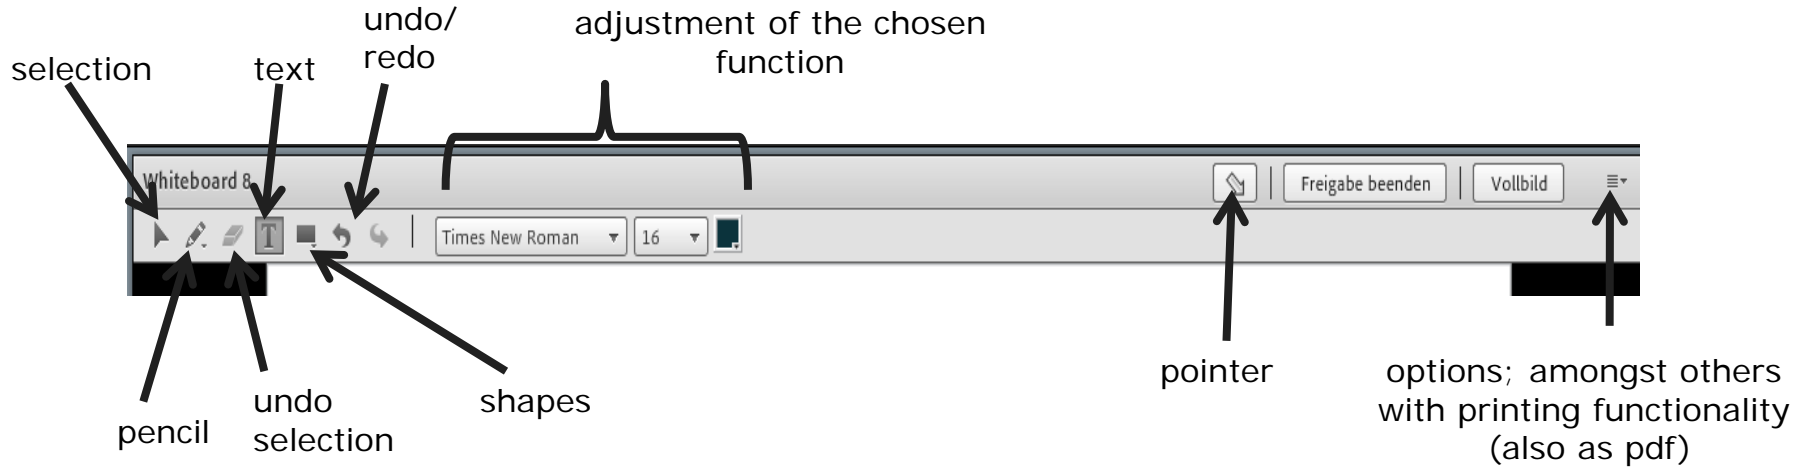 undo/
redo
adjustment of the chosen
function
selection
text
Whiteboard 8
Freigabe beenden
Vollbild
T
Times New Roman
16
pencil
undo
selection
shapes
pointer
options; amongst others
with printing functionality
(also as pdf)